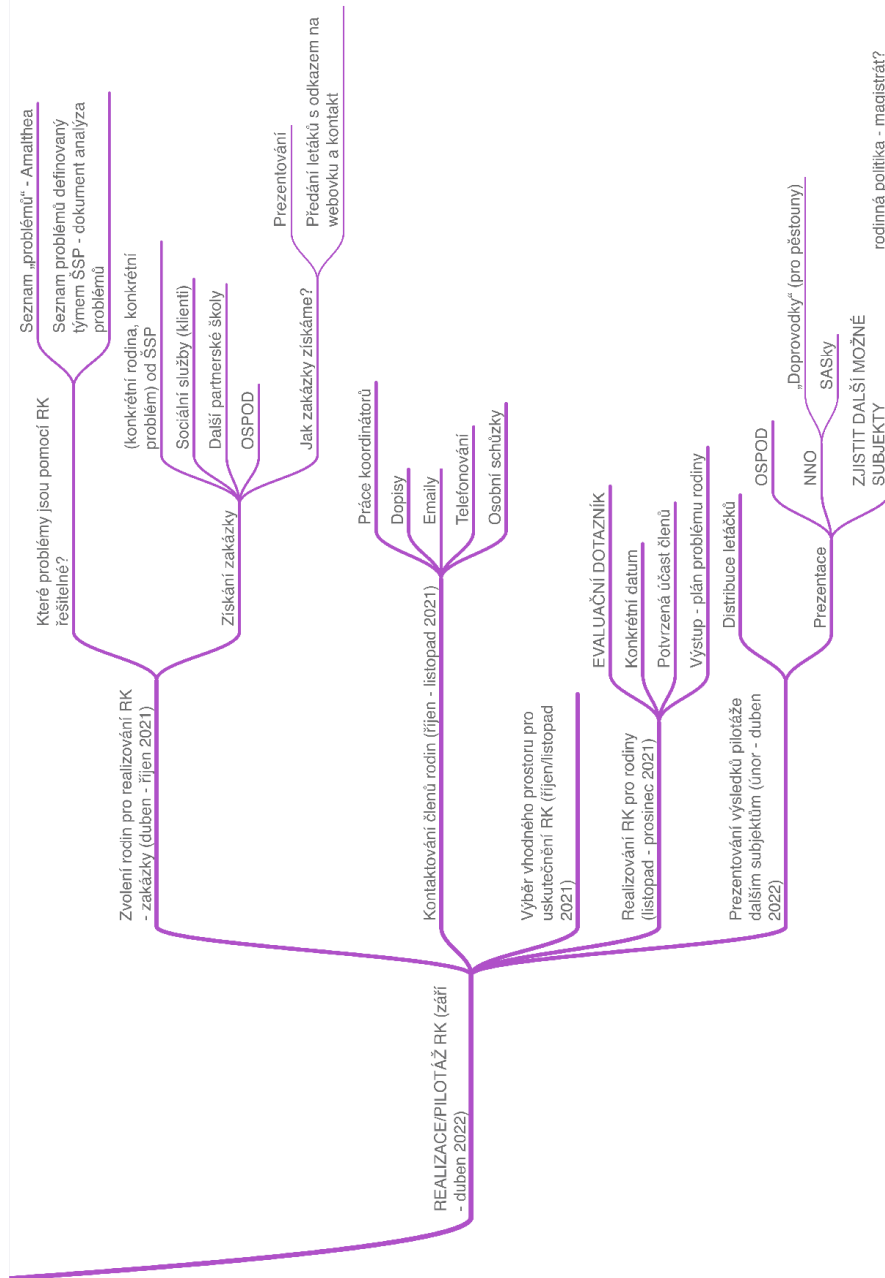 REALIZACE/PILOTÁŽ RK (září
- duben 2022)
Zvolení rodin pro realizování RK
- zakázky (duben - říjen 2021)
Které problémy jsou pomocí RK
řešitelné?
Seznam „problémů“ - Amalthea
Seznam problémů definovaný
týmem ŠSP - dokument analýza
problémů
Získání zakázky
(konkrétní rodina, konkrétní
problém) od ŠSP
Sociální služby (klienti)
Další partnerské školy
OSPOD
Jak zakázky získáme?
Prezentování
Předání letáků s odkazem na
webovku a kontakt
Kontaktování členů rodin (říjen - listopad 2021)
Práce koordinátorů
Dopisy
Emaily
Telefonování
Osobní schůzky
Výběr vhodného prostoru pro
uskutečnění RK (říjen/listopad
2021)
Realizování RK pro rodiny
(listopad - prosinec 2021)
EVALUAČNÍ DOTAZNÍK
Konkrétní datum
Potvrzená účast členů
Výstup - plán problému rodiny
Prezentování výsledků pilotáže
dalším subjektům (únor - duben
2022)
Distribuce letáčků
Prezentace
OSPOD
NNO
„Doprovodky“ (pro pěstouny)
SASky
ZJISTIT DALŠÍ MOŽNÉ
SUBJEKTY
rodinná politika - magistrát?